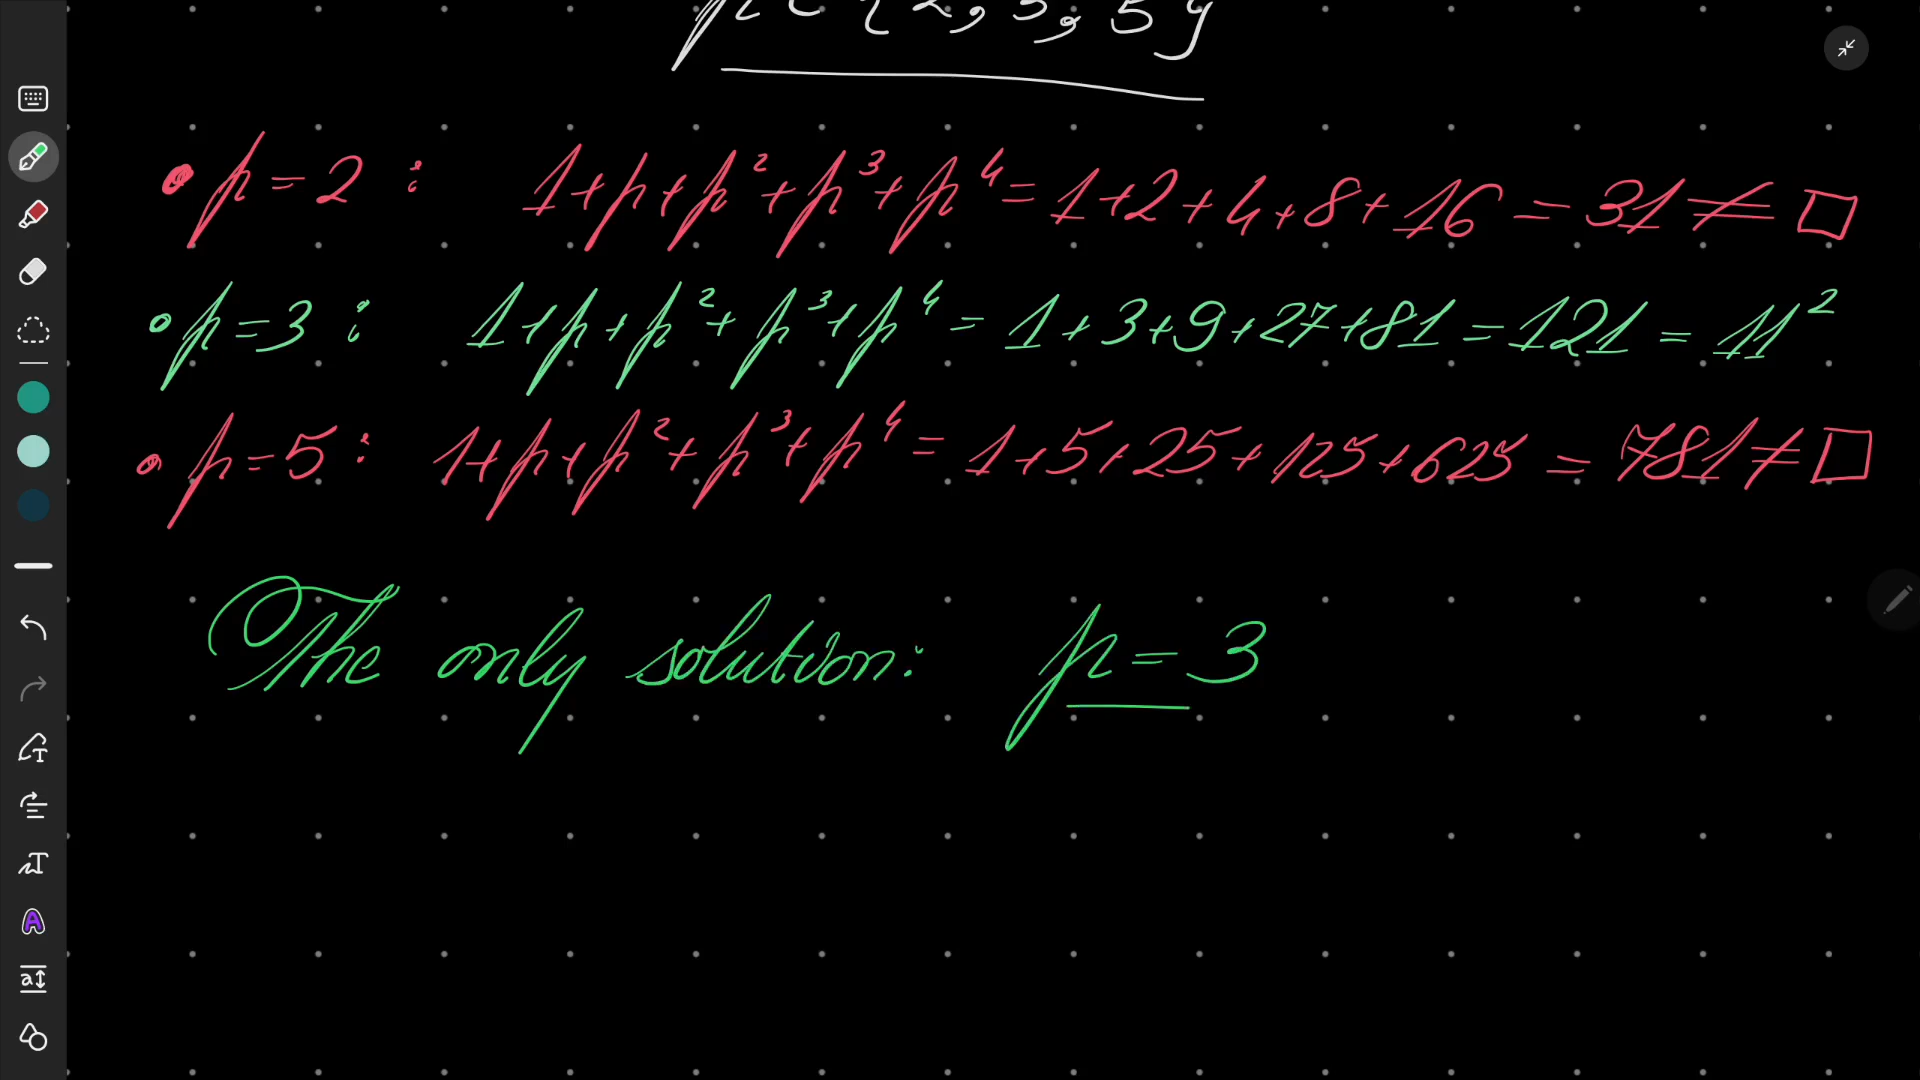 p ∈ {2, 3, 5}
• p = 2 : 1+p+p²+p³+p⁴ = 1+2+4+8+16 = 31 ≠ □
• p = 3 : 1+p+p²+p³+p⁴ = 1+3+9+27+81 = 121 = 11²
• p = 5 : 1+p+p²+p³+p⁴ = 1+5+25+125+625 = 781 ≠ □
The only solution: p = 3